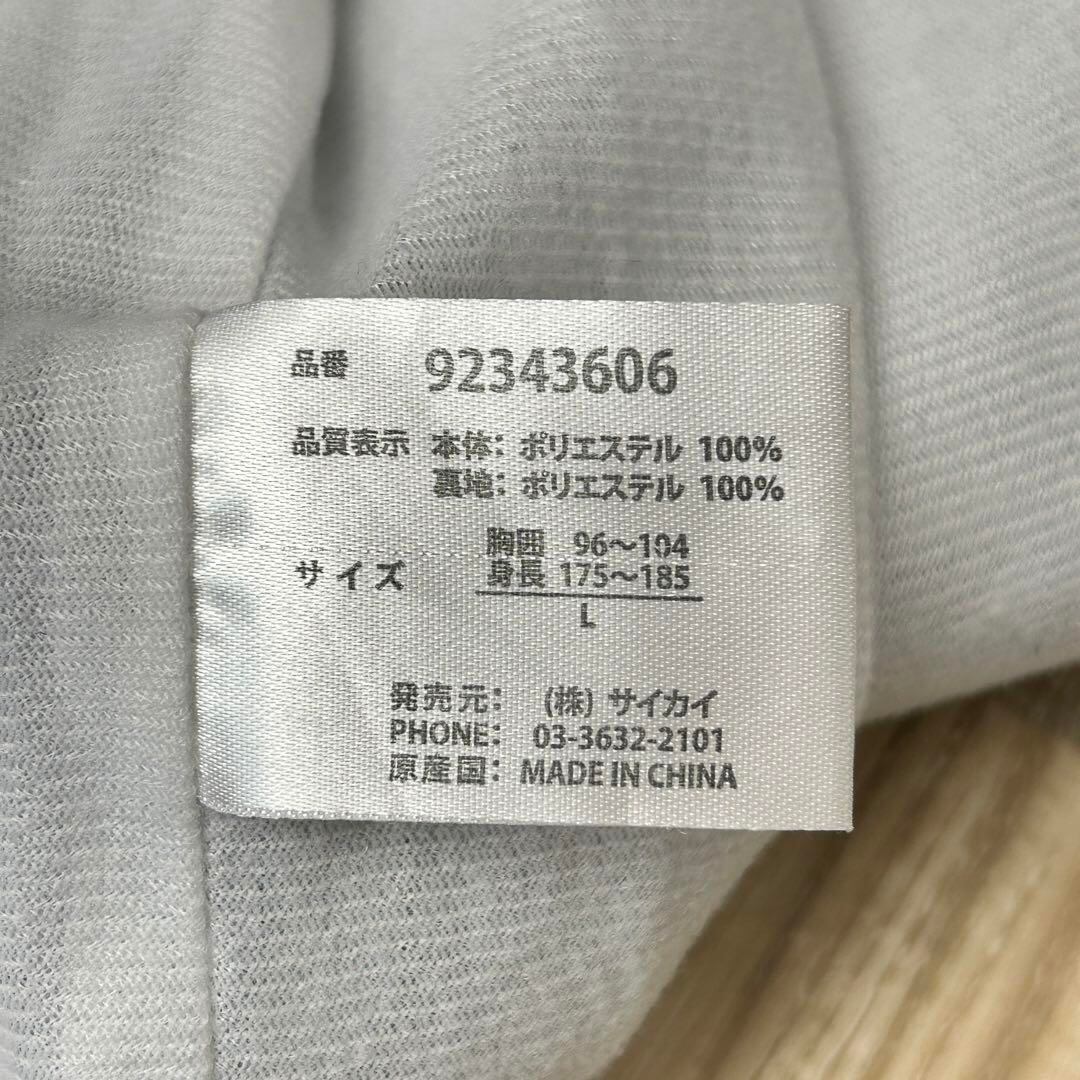 品番 92343606
品質表示 本体: ポリエステル 100%
裏地: ポリエステル 100%
胸囲 96〜104
サイズ 身長 175〜185
L
発売元: (株) サイカイ
PHONE: 03-3632-2101
原産国: MADE IN CHINA